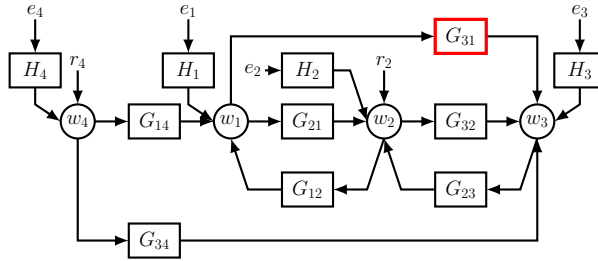 e₄ e₁ e₃
G₃₁
H₄ r₄ H₁ e₂ H₂ r₂ H₃
w₄ G₁₄ w₁ G₂₁ w₂ G₃₂ w₃
G₁₂ G₂₃
G₃₄